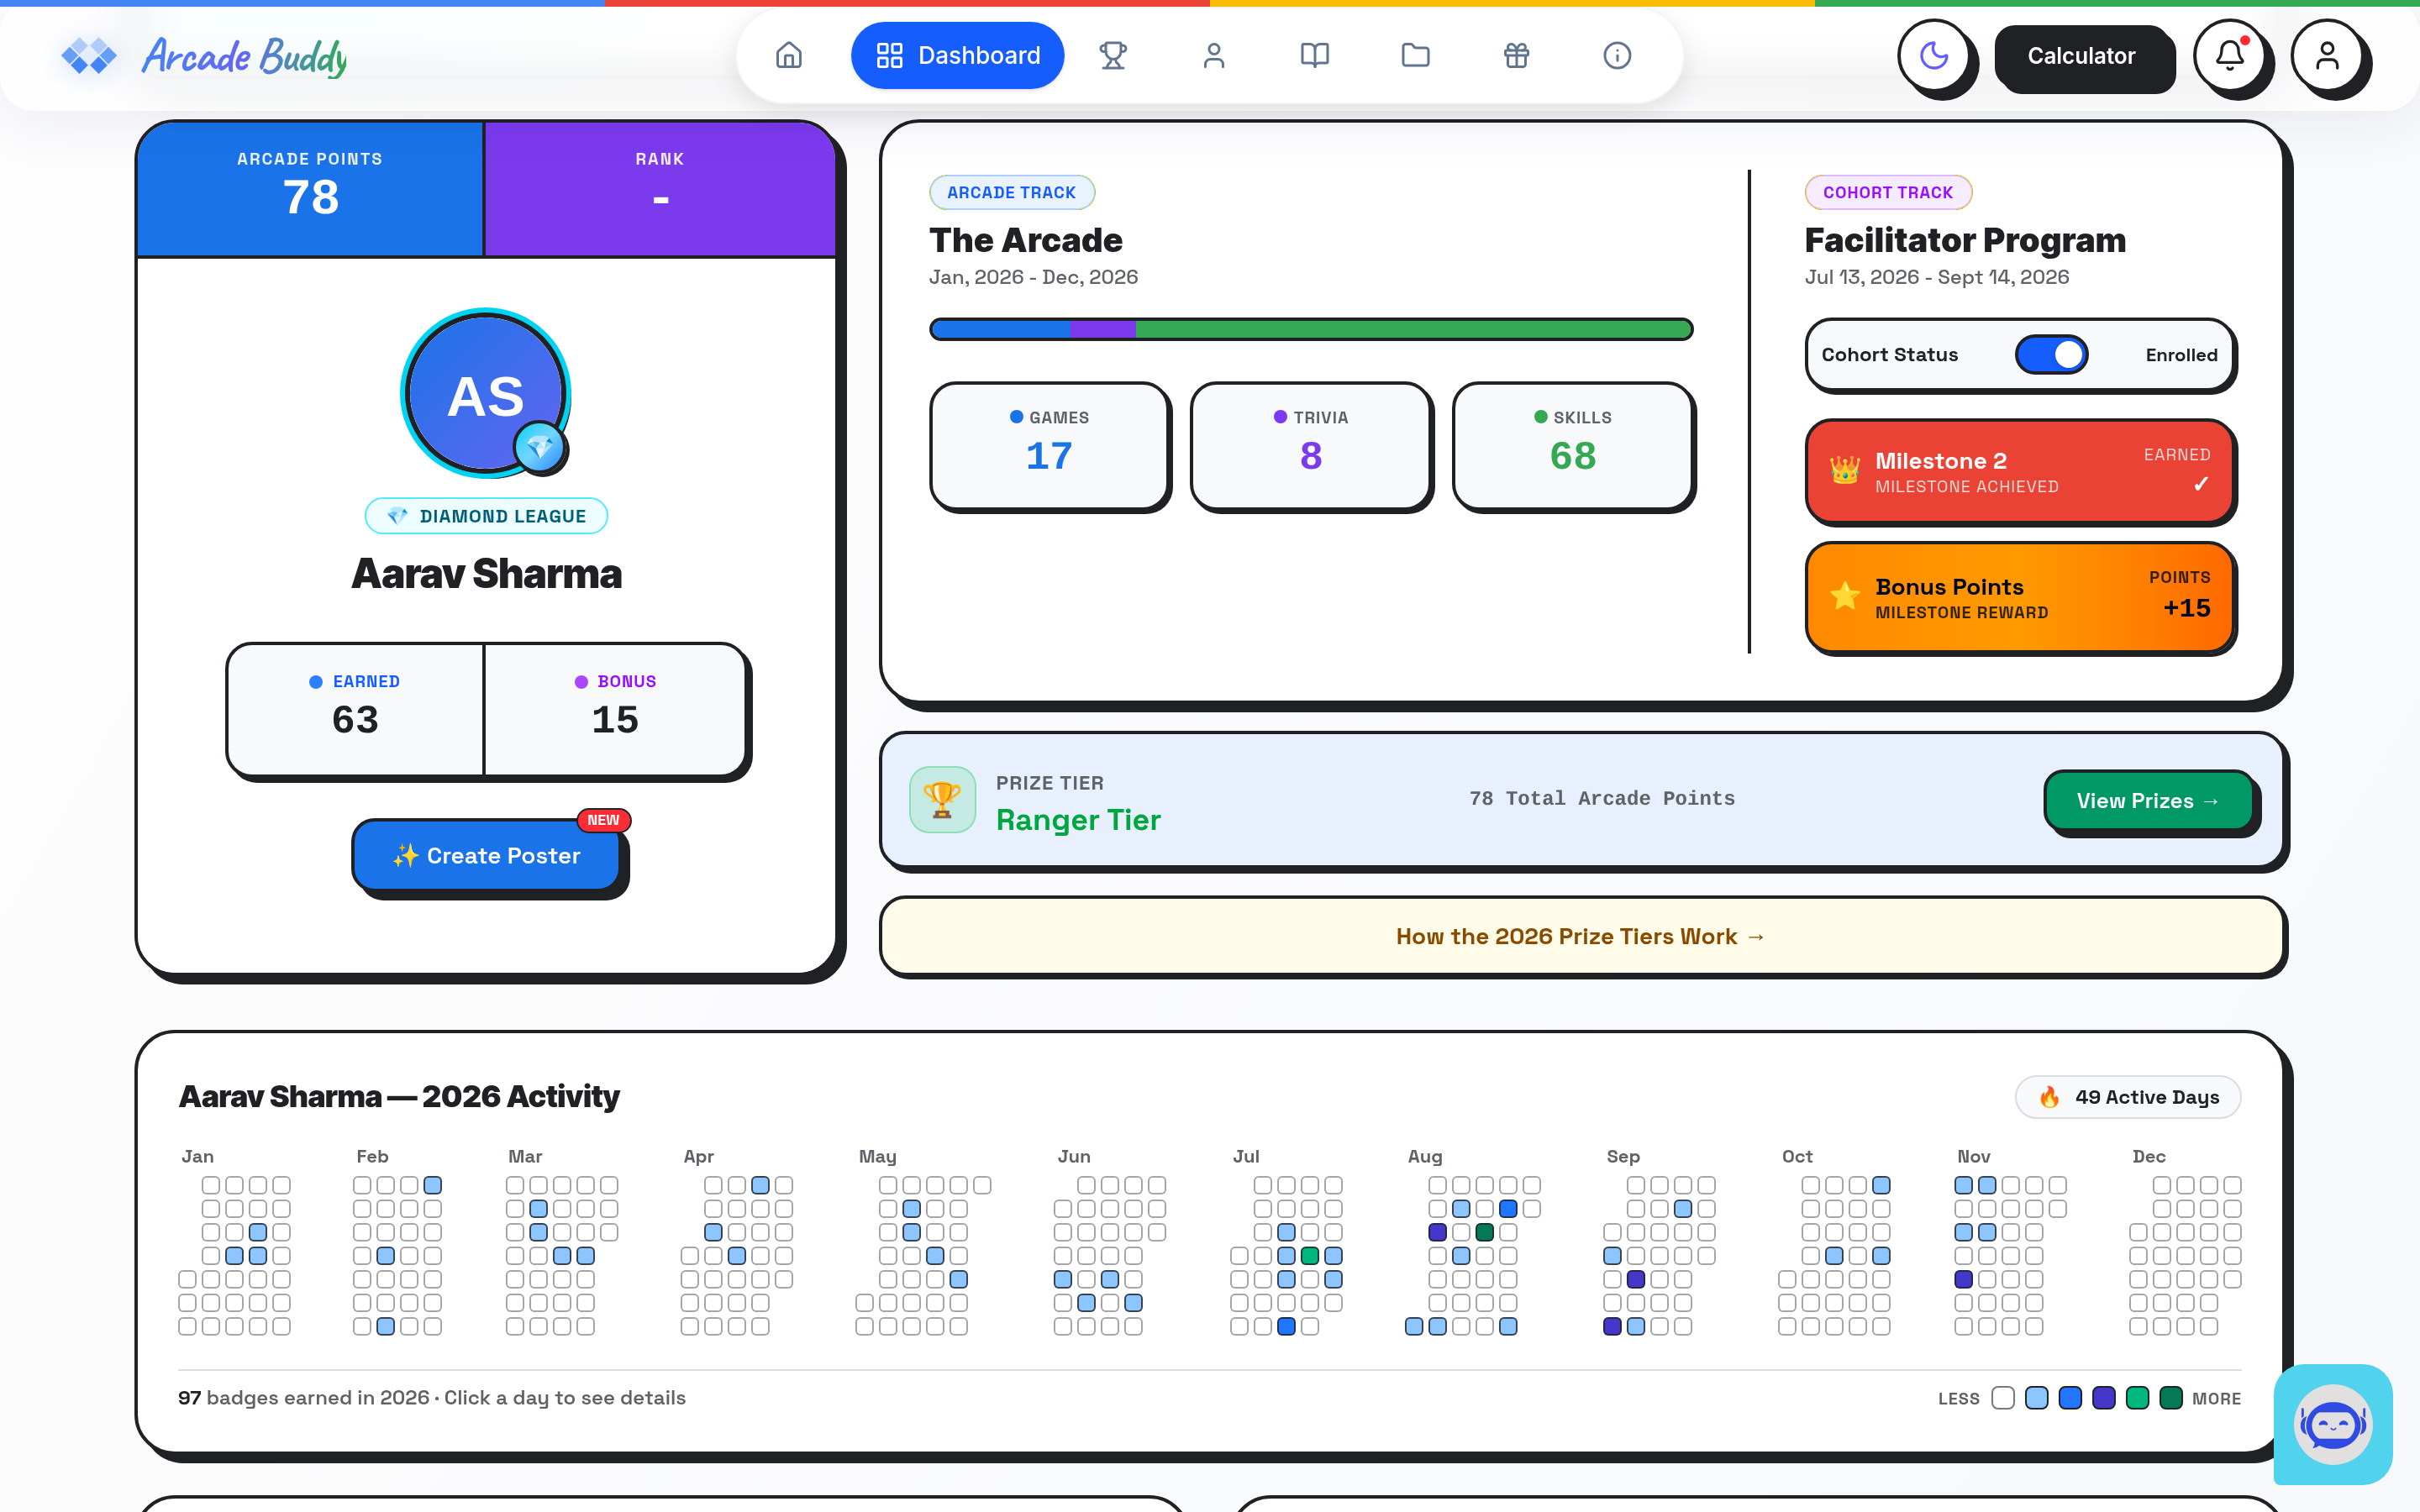 Arcade Buddy
Dashboard
Calculator
ARCADE POINTS
78
RANK
-
AS
DIAMOND LEAGUE
Aarav Sharma
EARNED
63
BONUS
15
NEW
✨ Create Poster
ARCADE TRACK
The Arcade
Jan, 2026 - Dec, 2026
GAMES
17
TRIVIA
8
SKILLS
68
COHORT TRACK
Facilitator Program
Jul 13, 2026 - Sept 14, 2026
Cohort Status
Enrolled
Milestone 2
MILESTONE ACHIEVED
EARNED
✓
Bonus Points
MILESTONE REWARD
POINTS
+15
PRIZE TIER
Ranger Tier
78 Total Arcade Points
View Prizes →
How the 2026 Prize Tiers Work →
Aarav Sharma — 2026 Activity
49 Active Days
Jan Feb Mar Apr May Jun Jul Aug Sep Oct Nov Dec
97 badges earned in 2026 · Click a day to see details
LESS
MORE